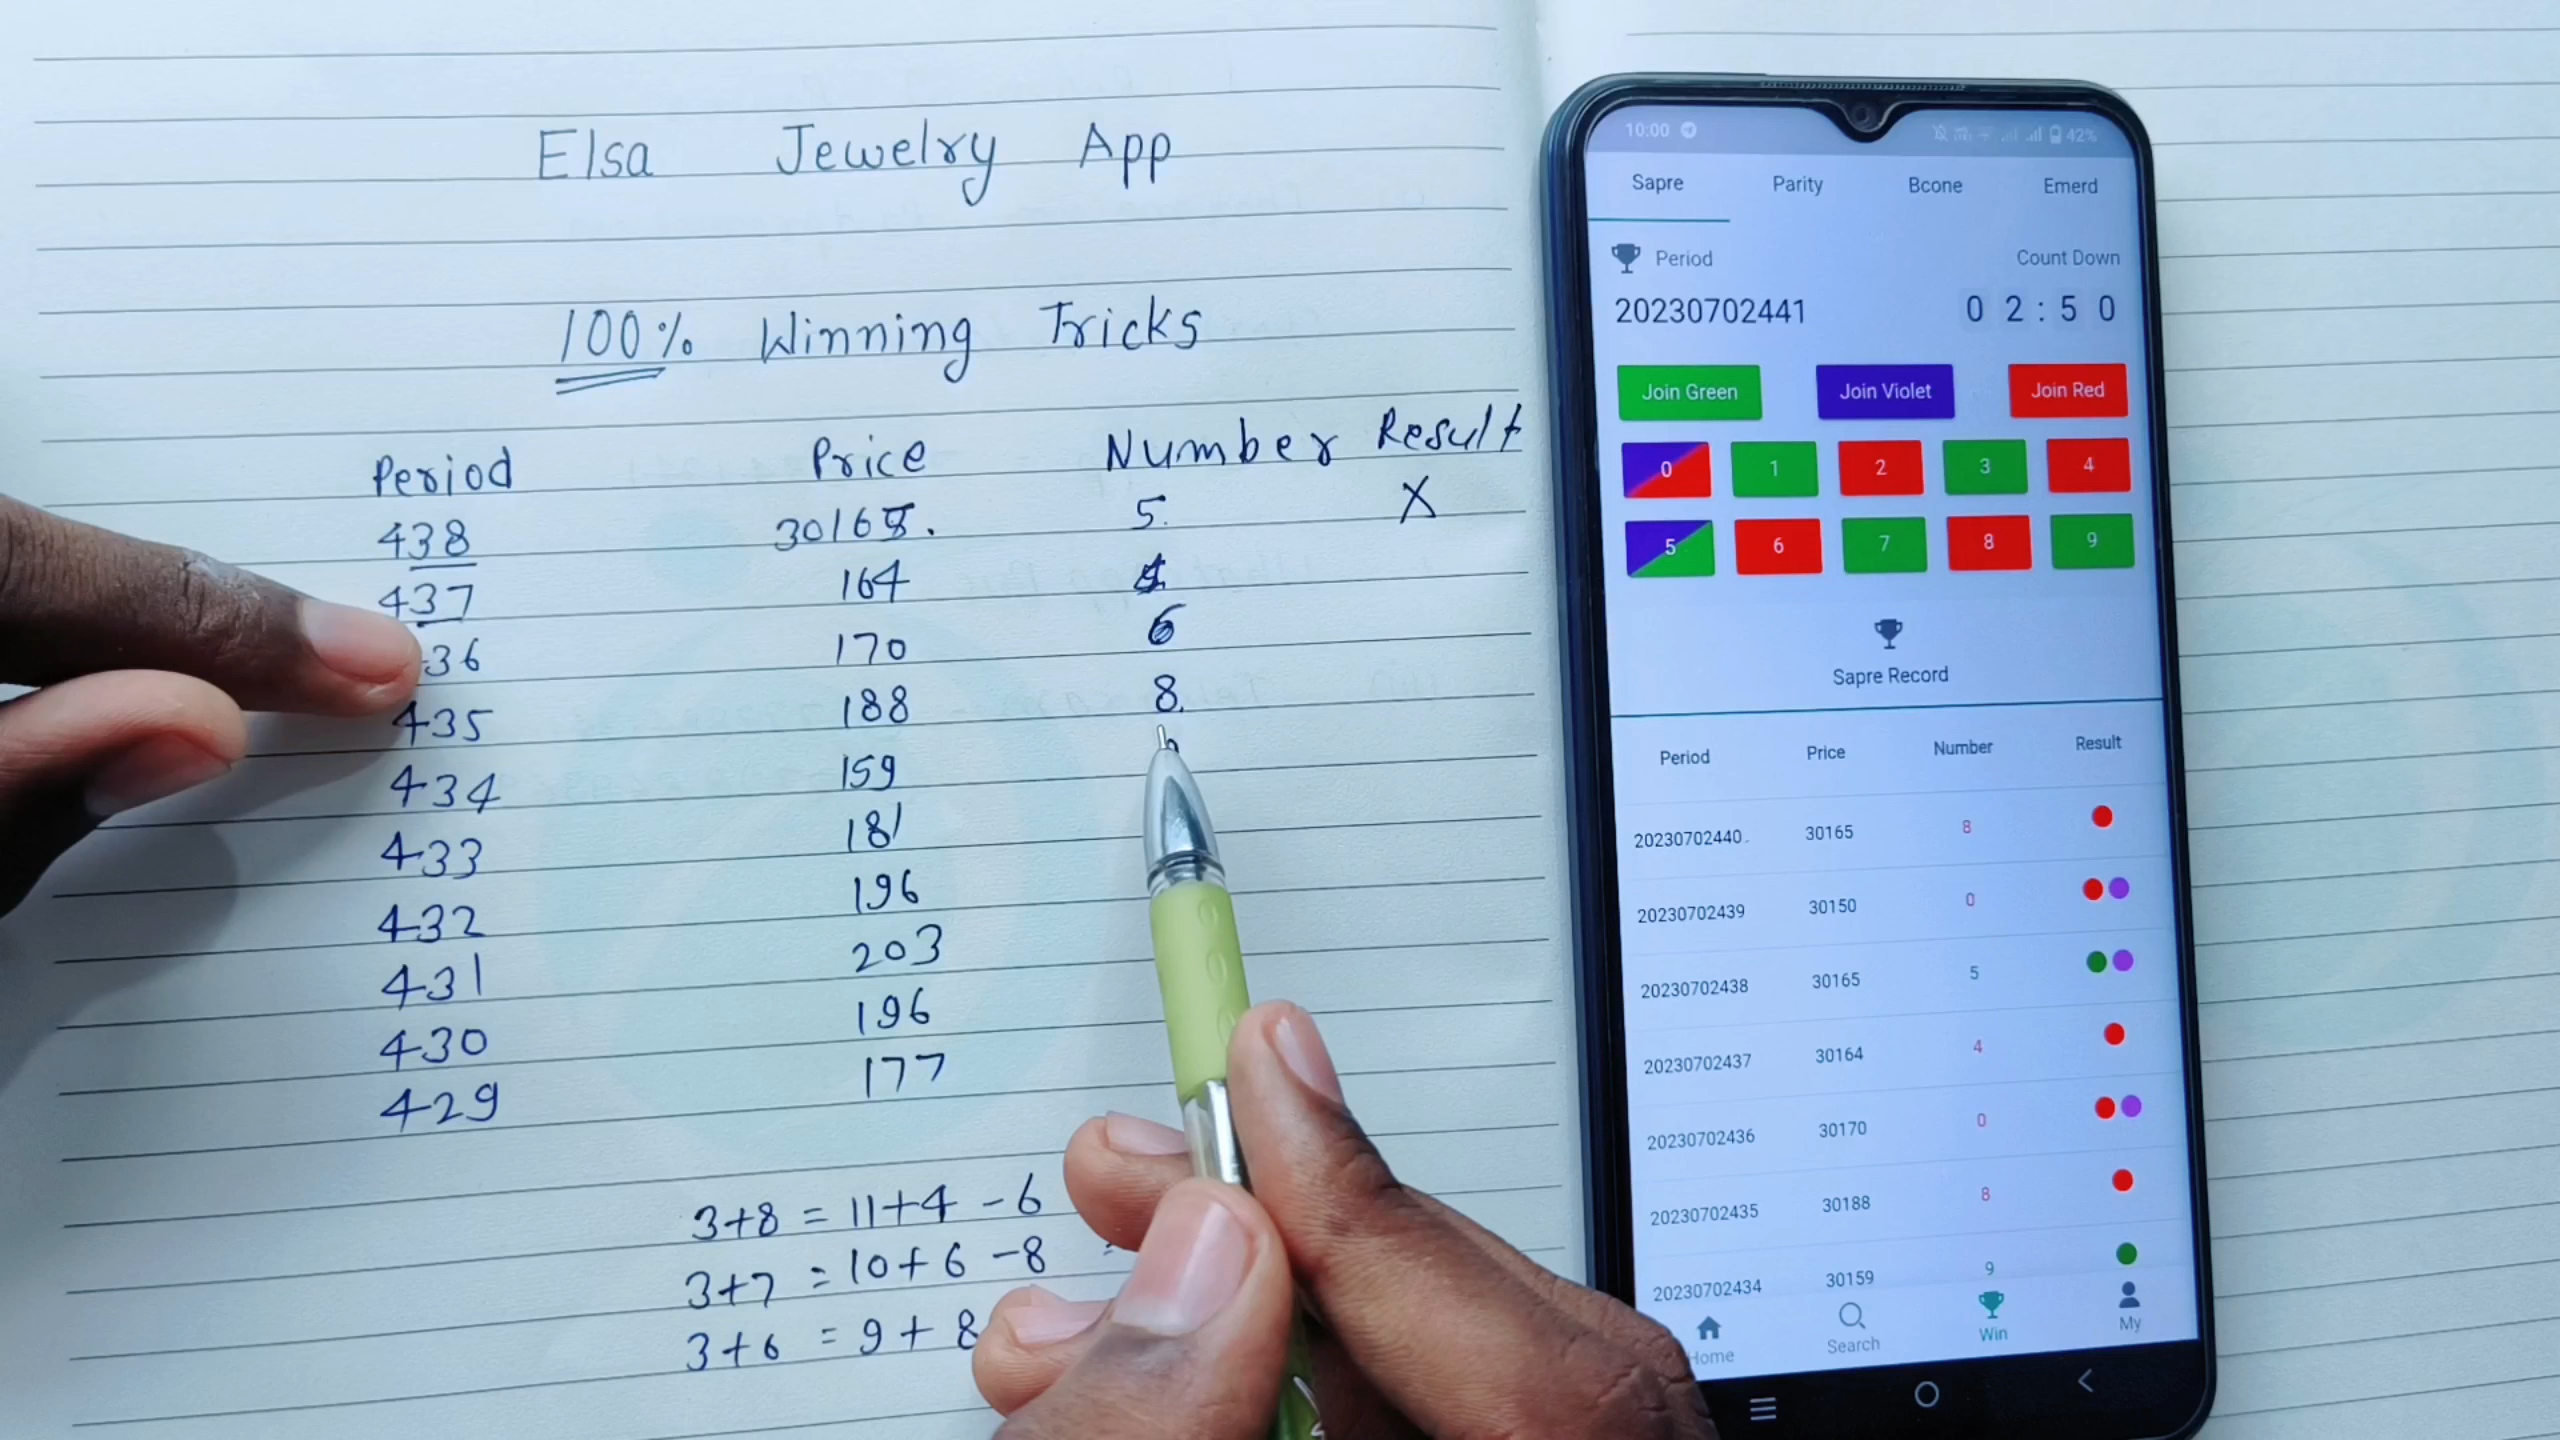 Elsa Jewelry App
100% Winning Tricks
Period Price Number Result
438 30165. 5. X
437 164 4
36 170 6
435 188 8.
434 159
433 181
432 196
431 203
430 196
429 177
3+8 = 11+4 -6
3+7 = 10+6 -8 =
3+6 = 9+8
10:00 42%
Sapre Parity Bcone Emerd
Period Count Down
20230702441 02:50
Join Green Join Violet Join Red
0 1 2 3 4
5 6 7 8 9
Sapre Record
Period Price Number Result
20230702440 30165 8
20230702439 30150 0
20230702438 30165 5
20230702437 30164 4
20230702436 30170 0
20230702435 30188 8
20230702434 30159 9
Home Search Win My